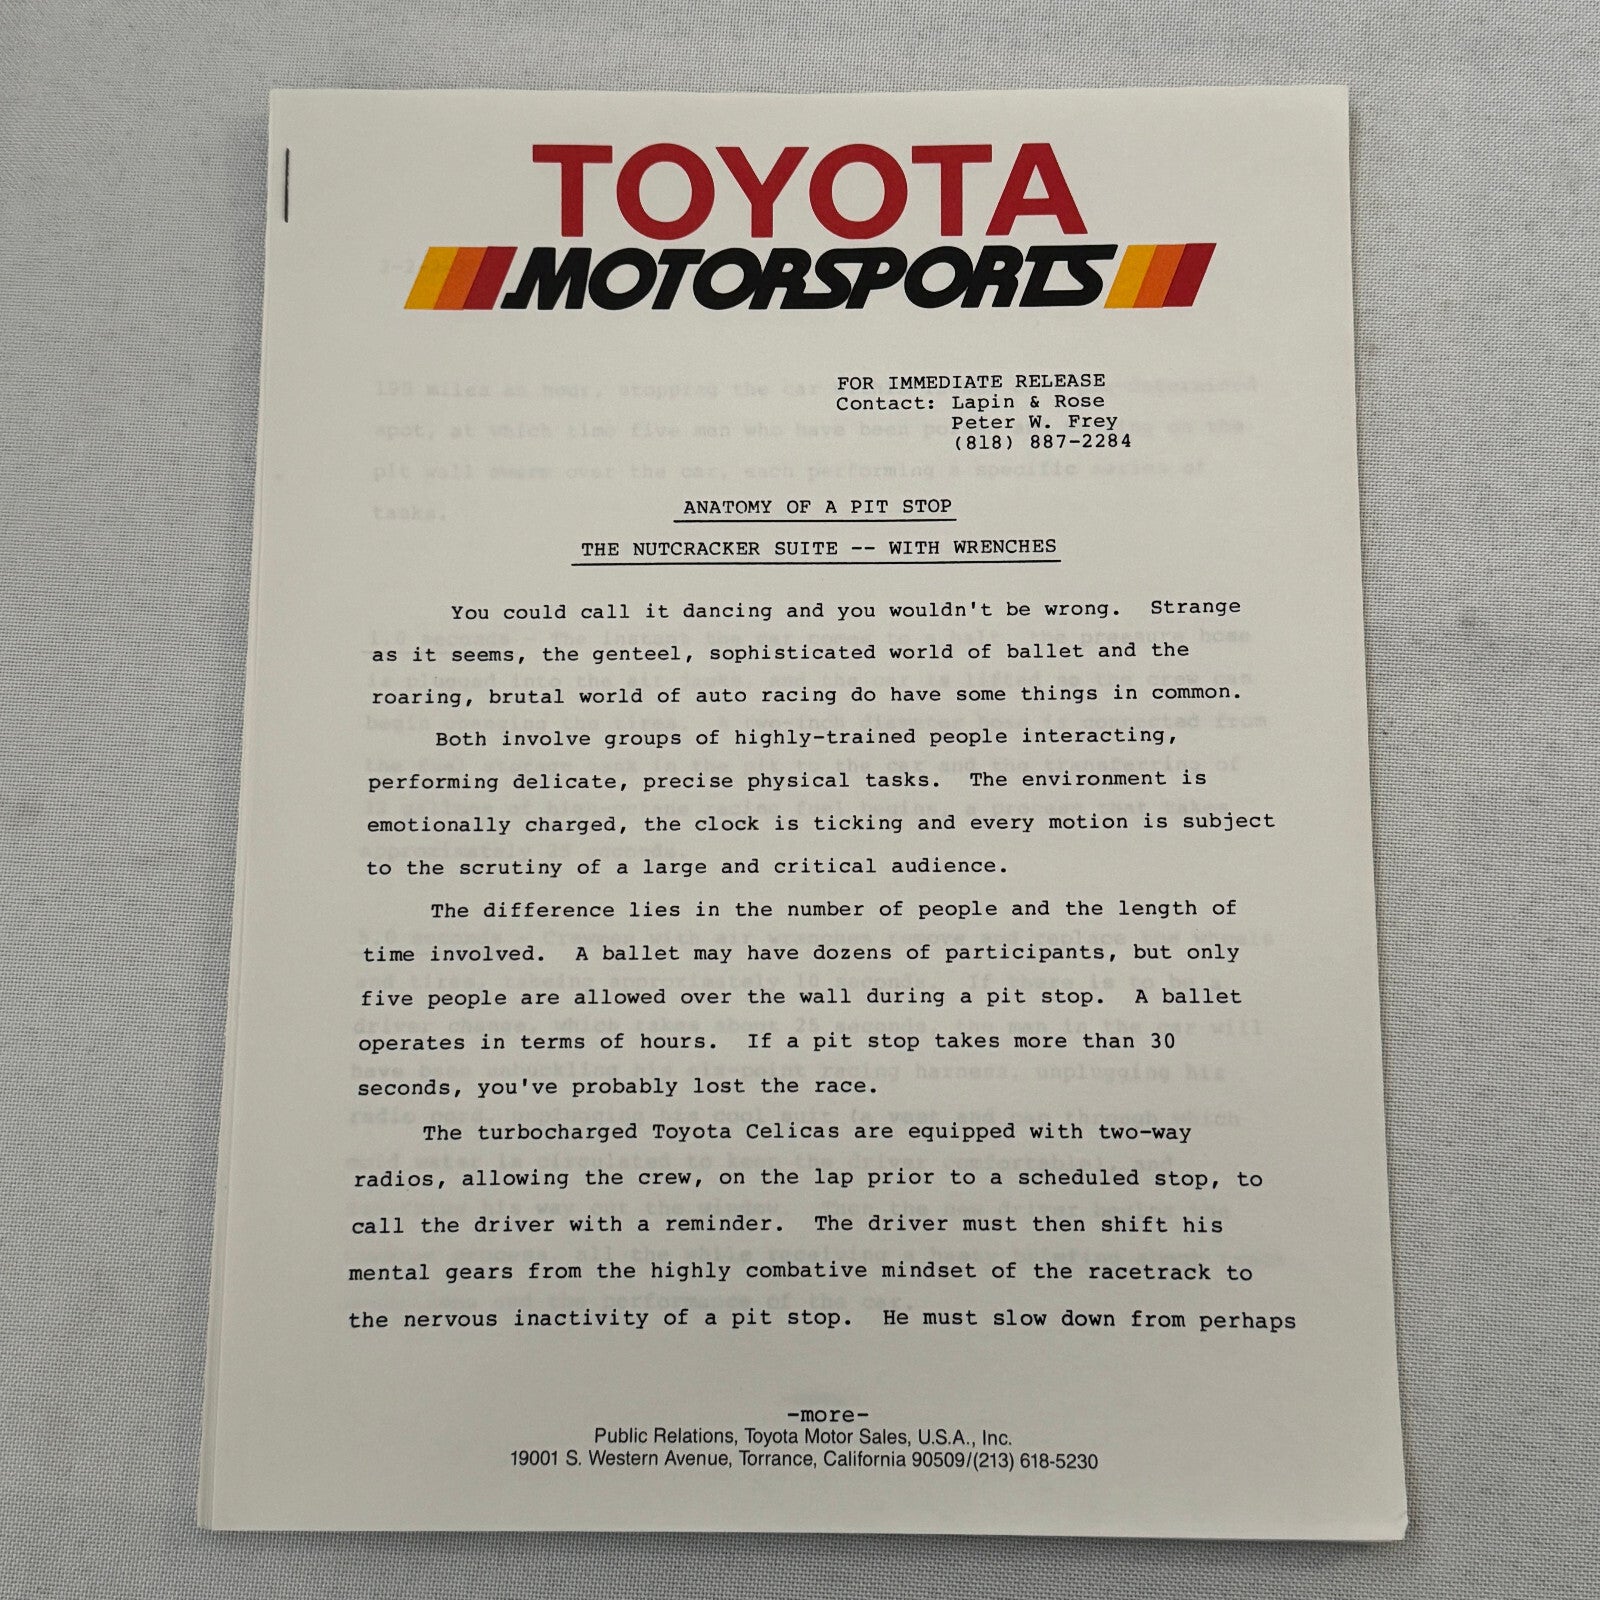 TOYOTA
MOTORSPORTS
FOR IMMEDIATE RELEASE
Contact: Lapin & Rose
Peter W. Frey
(818) 887-2284
ANATOMY OF A PIT STOP
THE NUTCRACKER SUITE -- WITH WRENCHES
You could call it dancing and you wouldn't be wrong.  Strange
as it seems, the genteel, sophisticated world of ballet and the
roaring, brutal world of auto racing do have some things in common.
Both involve groups of highly-trained people interacting,
performing delicate, precise physical tasks.  The environment is
emotionally charged, the clock is ticking and every motion is subject
to the scrutiny of a large and critical audience.
The difference lies in the number of people and the length of
time involved.  A ballet may have dozens of participants, but only
five people are allowed over the wall during a pit stop.  A ballet
operates in terms of hours.  If a pit stop takes more than 30
seconds, you've probably lost the race.
The turbocharged Toyota Celicas are equipped with two-way
radios, allowing the crew, on the lap prior to a scheduled stop, to
call the driver with a reminder.  The driver must then shift his
mental gears from the highly combative mindset of the racetrack to
the nervous inactivity of a pit stop.  He must slow down from perhaps
-more-
Public Relations, Toyota Motor Sales, U.S.A., Inc.
19001 S. Western Avenue, Torrance, California 90509/(213) 618-5230